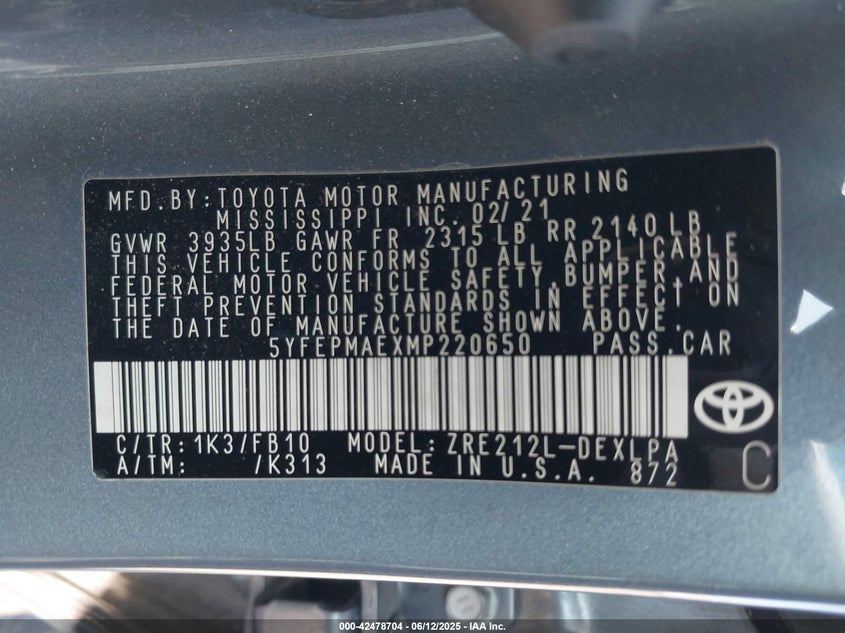 MFD.BY:TOYOTA MOTOR MANUFACTURING
MISSISSIPPI INC. 02/21
GVWR 3935LB GAWR FR 2315 LB RR 2140 LB
THIS VEHICLE CONFORMS TO ALL APPLICABLE
FEDERAL MOTOR VEHICLE SAFETY,BUMPER,AND
THEFT PREVENTION STANDARDS IN EFFECT ON
THE DATE OF MANUFACTURE SHOWN ABOVE.
5YFEPMAEXMP220650 PASS.CAR
C/TR:1K3/FB10 MODEL:ZRE212L-DEXLPA
A/TM: /K313 MADE IN U.S.A. 872
C
000-42478704 - 06/12/2025 - IAA Inc.